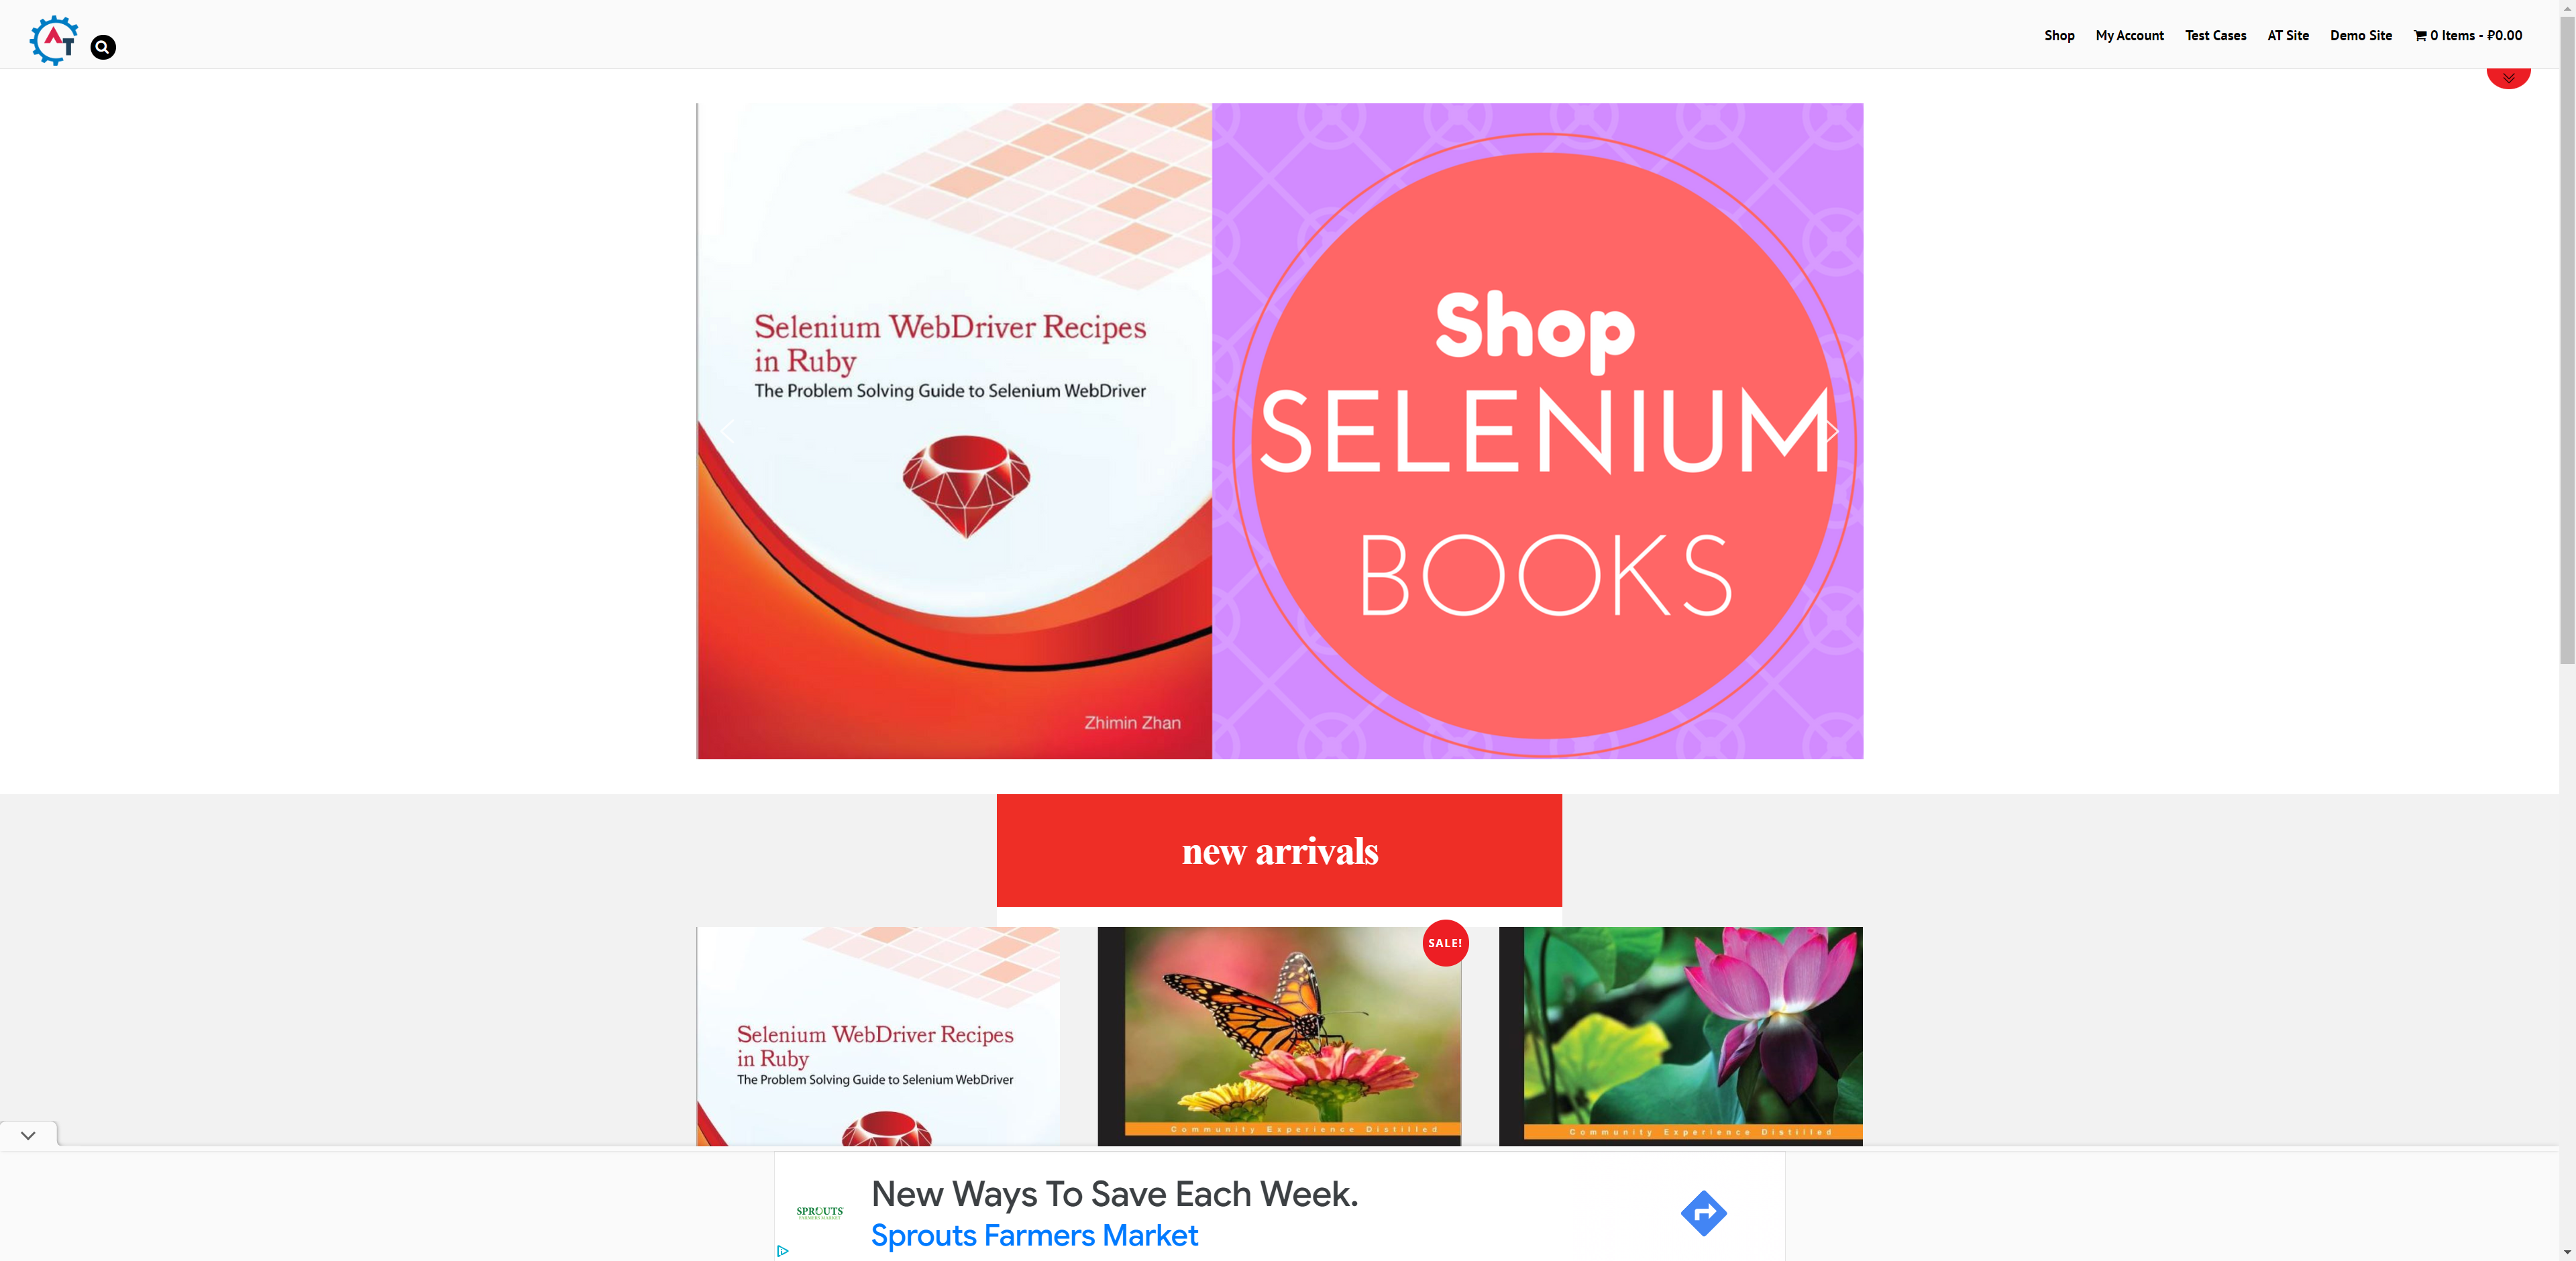 AT
Shop My Account Test Cases AT Site Demo Site 0 Items - ₽0.00
Selenium WebDriver Recipes
in Ruby
The Problem Solving Guide to Selenium WebDriver
Zhimin Zhan
Shop
SELENIUM
BOOKS
new arrivals
Selenium WebDriver Recipes
in Ruby
The Problem Solving Guide to Selenium WebDriver
SALE!
Community Experience Distilled
Community Experience Distilled
SPROUTS
FARMERS MARKET
New Ways To Save Each Week.
Sprouts Farmers Market